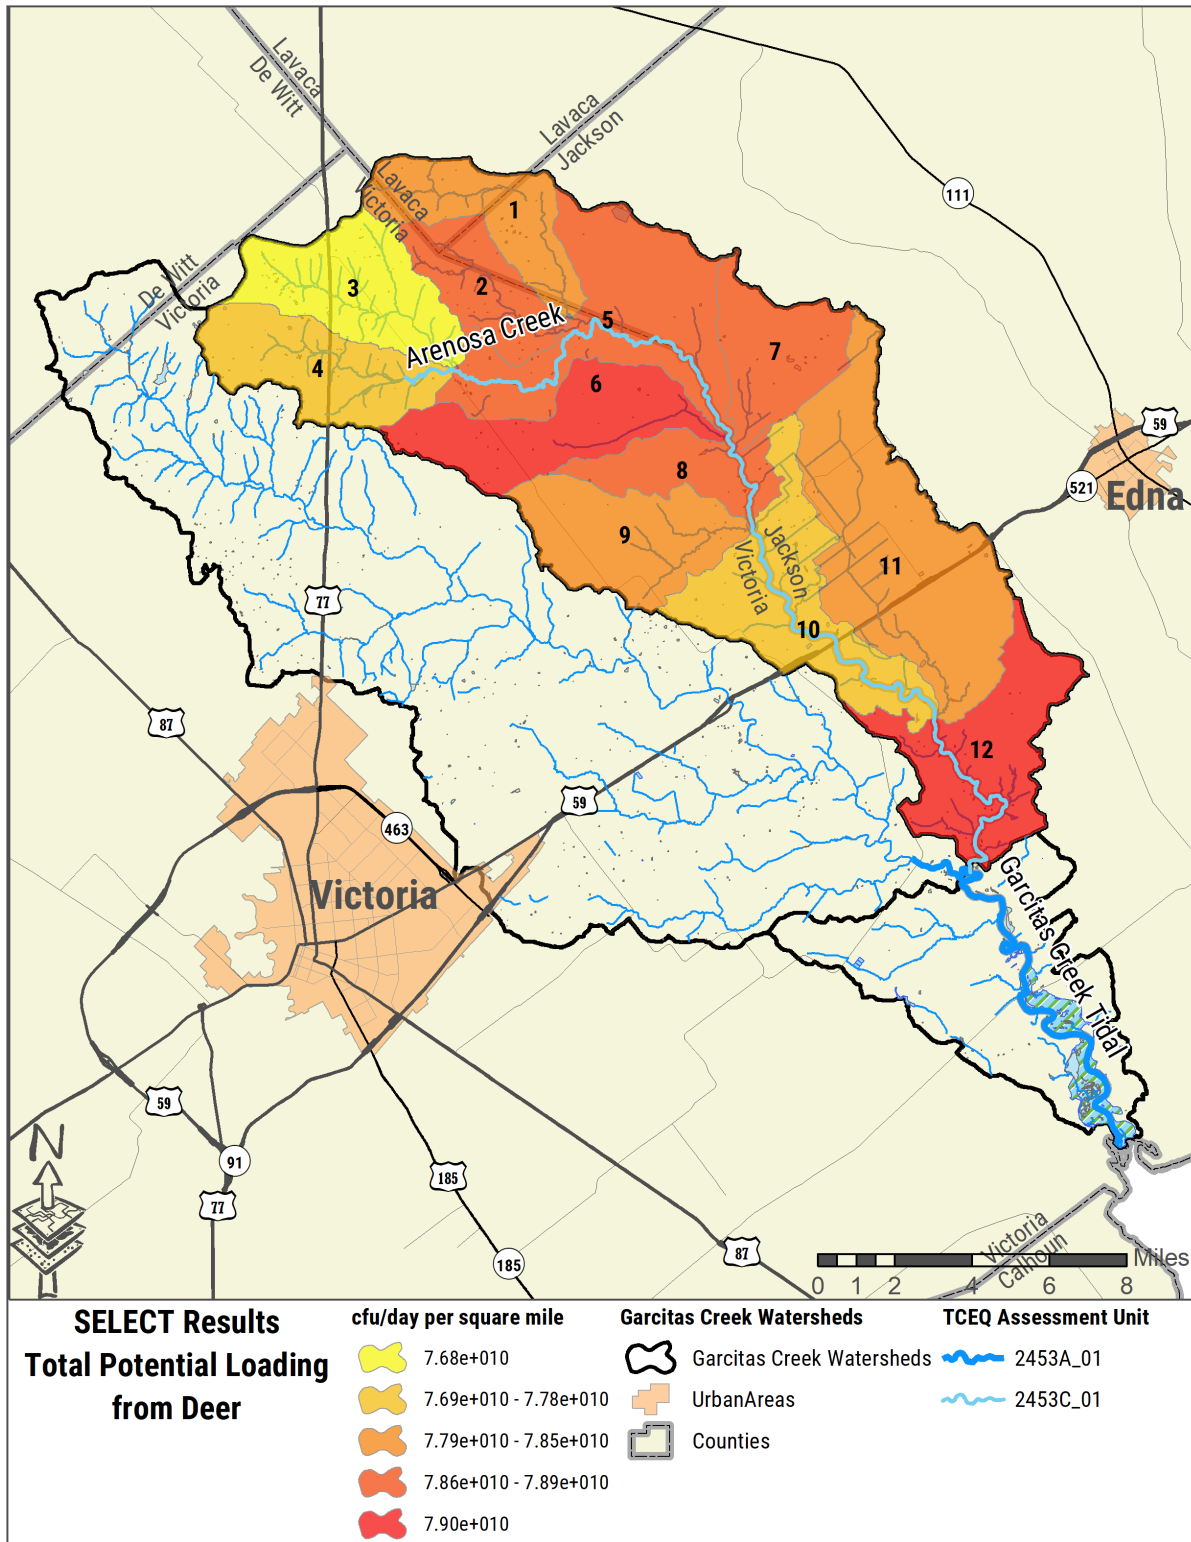 Lavaca
De Witt
Lavaca
Jackson
111
Lavaca
Victoria
1
De Witt
Victoria
3
2
5
Arenosa Creek
7
4
6
59
8
521
Edna
9
Jackson
Victoria
11
77
10
87
12
59
463
Victoria
Garcitas Creek Tidal
59
N
91
185
77
Victoria
Calhoun
87
185
Miles
0 1 2 4 6 8
SELECT Results
Total Potential Loading
from Deer
cfu/day per square mile
7.68e+010
7.69e+010 - 7.78e+010
7.79e+010 - 7.85e+010
7.86e+010 - 7.89e+010
7.90e+010
Garcitas Creek Watersheds
Garcitas Creek Watersheds
UrbanAreas
Counties
TCEQ Assessment Unit
2453A_01
2453C_01